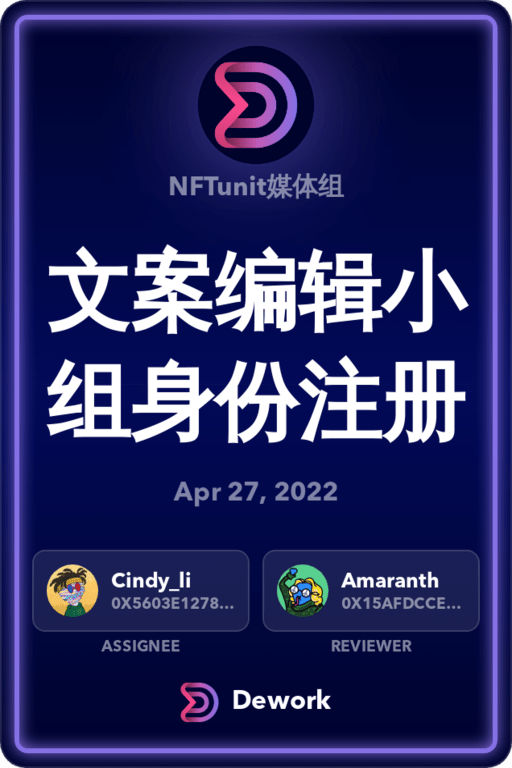 NFTunit媒体组
文案编辑小
组身份注册
Apr 27, 2022
Cindy_li
0X5603E1278...
Amaranth
0X15AFDCCE...
ASSIGNEE
REVIEWER
Dework